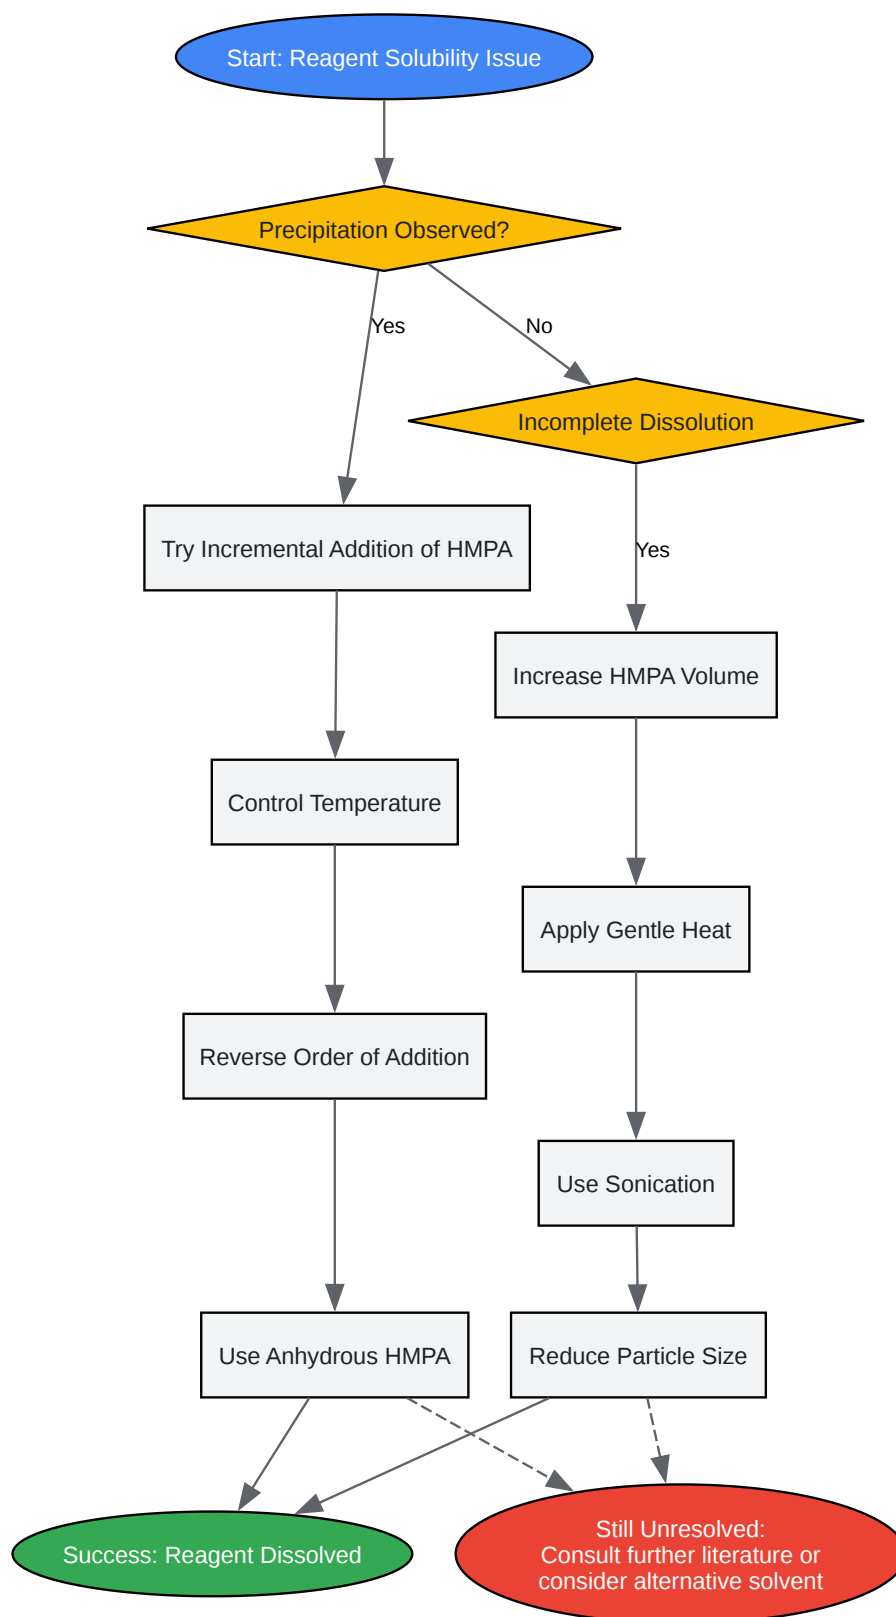 Start: Reagent Solubility Issue
Precipitation Observed?
Yes
No
Incomplete Dissolution
Try Incremental Addition of HMPA
Yes
Increase HMPA Volume
Control Temperature
Apply Gentle Heat
Reverse Order of Addition
Use Sonication
Use Anhydrous HMPA
Reduce Particle Size
Success: Reagent Dissolved
Still Unresolved:
Consult further literature or
consider alternative solvent